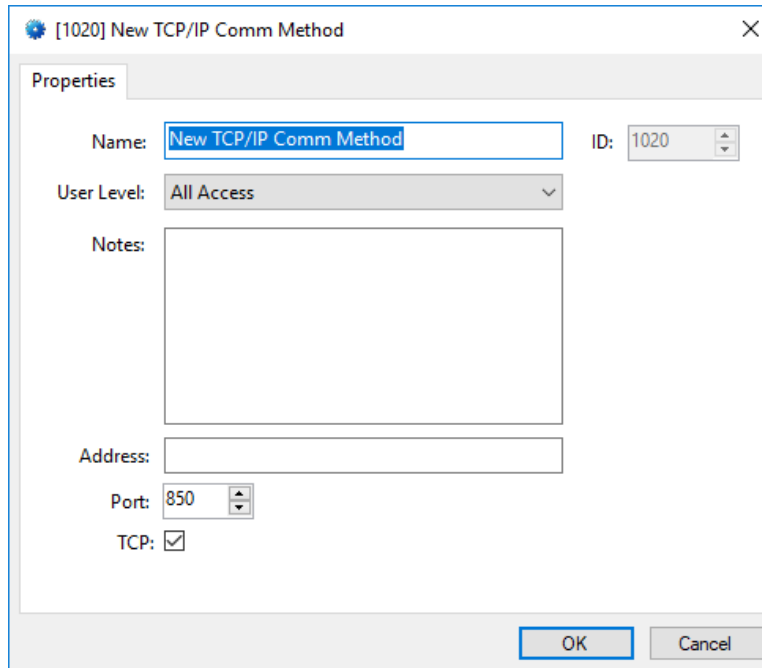 [1020] New TCP/IP Comm Method
Properties
Name: New TCP/IP Comm Method ID: 1020
User Level: All Access
Notes:
Address:
Port: 850
TCP:
OK Cancel